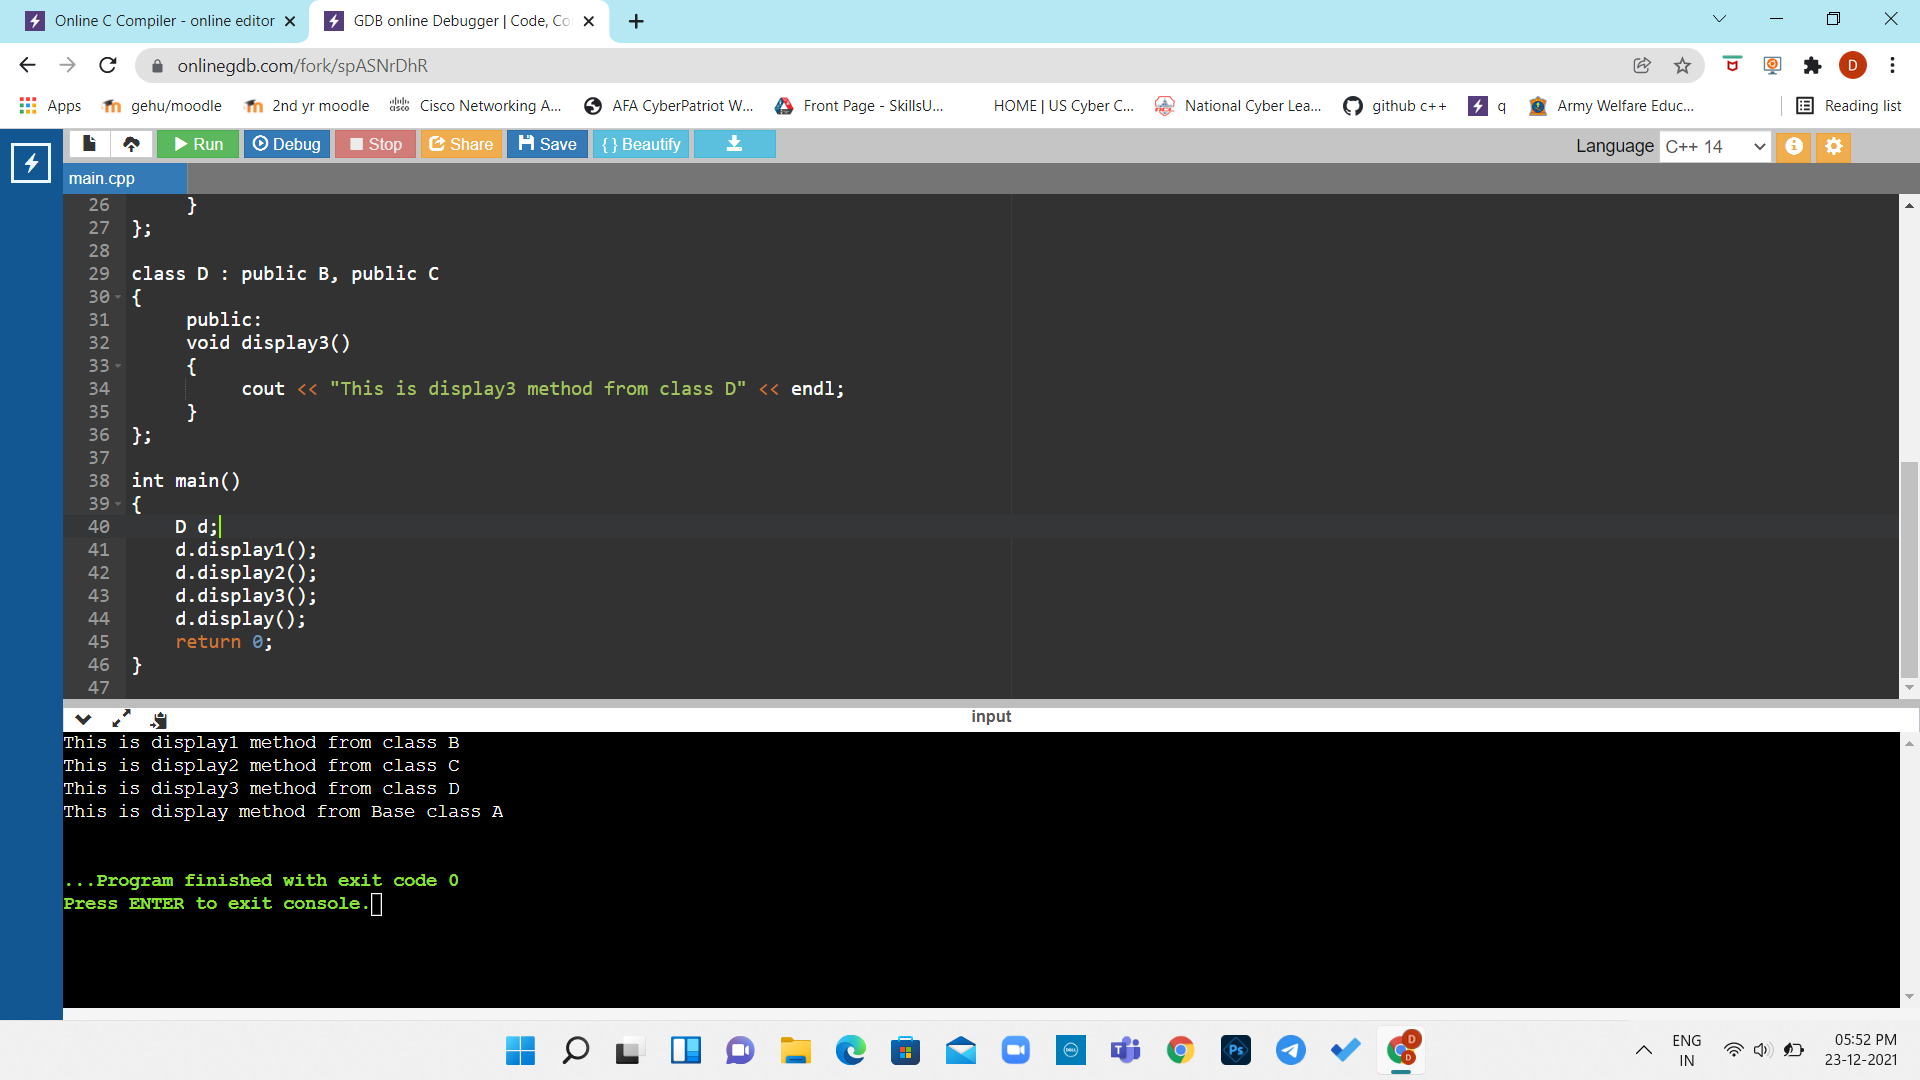 Online C Compiler - online editor
GDB online Debugger | Code, Co
onlinegdb.com/fork/spASNrDhR
D
Apps gehu/moodle 2nd yr moodle Cisco Networking A... AFA CyberPatriot W... Front Page - SkillsU... HOME | US Cyber C... National Cyber Lea... github c++ q Army Welfare Educ... Reading list
Run Debug Stop Share Save {} Beautify Language C++ 14
main.cpp
26 }
27 };
28
29 class D : public B, public C
30 {
31 public:
32 void display3()
33 {
34 cout << "This is display3 method from class D" << endl;
35 }
36 };
37
38 int main()
39 {
40 D d;
41 d.display1();
42 d.display2();
43 d.display3();
44 d.display();
45 return 0;
46 }
47
input
This is display1 method from class B
This is display2 method from class C
This is display3 method from class D
This is display method from Base class A
...Program finished with exit code 0
Press ENTER to exit console.
DELL
Ps
D
D
ENG
IN
05:52 PM
23-12-2021